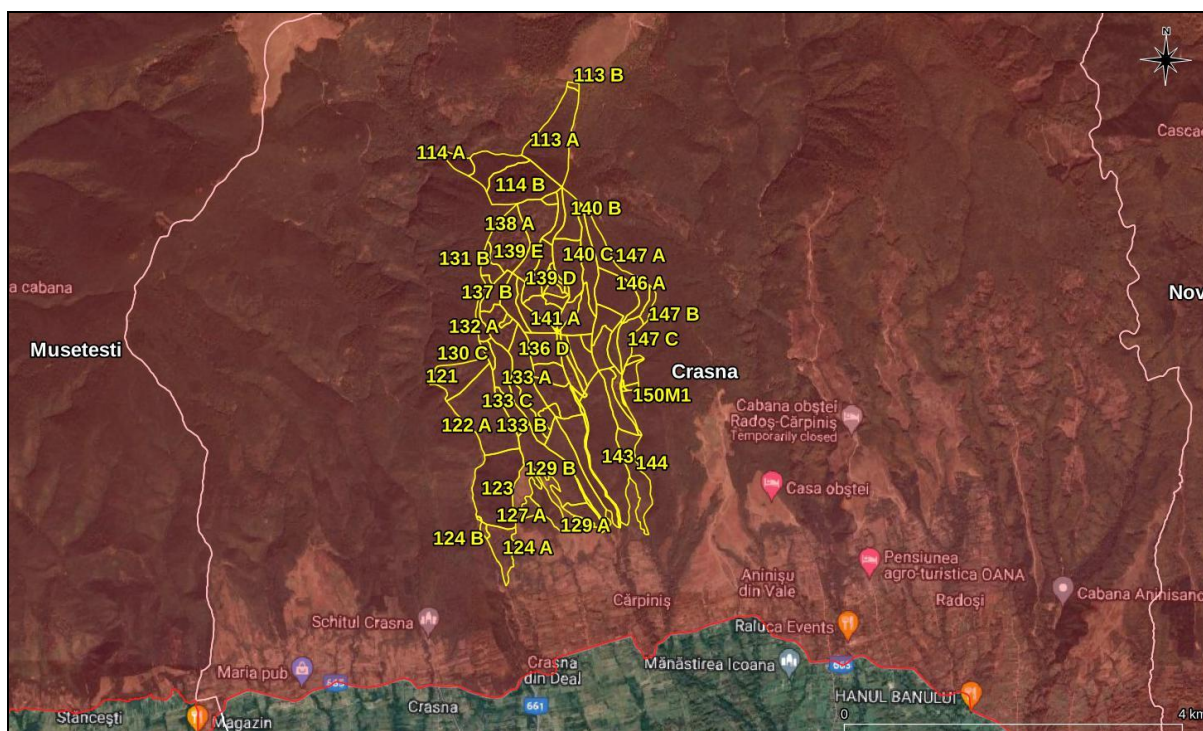 N
113 B
Casca
113 A
114 A
114 B
140 B
138 A
139 E
140 C
147 A
131 B
139 D
146 A
a cabana
137 B
Nov
147 B
141 A
132 A
147 C
Musetesti
136 D
130 C
Crasna
121
133 A
150M1
133 C
Cabana obștei
Radoș-Cărpiniș
Temporarily closed
122 A
133 B
143
144
129 B
123
Casa obștei
127 A
129 A
124 B
124 A
Pensiunea
agro-turistica OANA
Aninișu
din Vale
Cabana Aninisano
Cărpiniș
Radoși
Schitul Crasna
Raluca Events
Maria pub
Crasna
din Deal
Mănăstirea Icoana
665
HANUL BANULUI
Stăncești
Crasna
661
Magazin
0
4 km